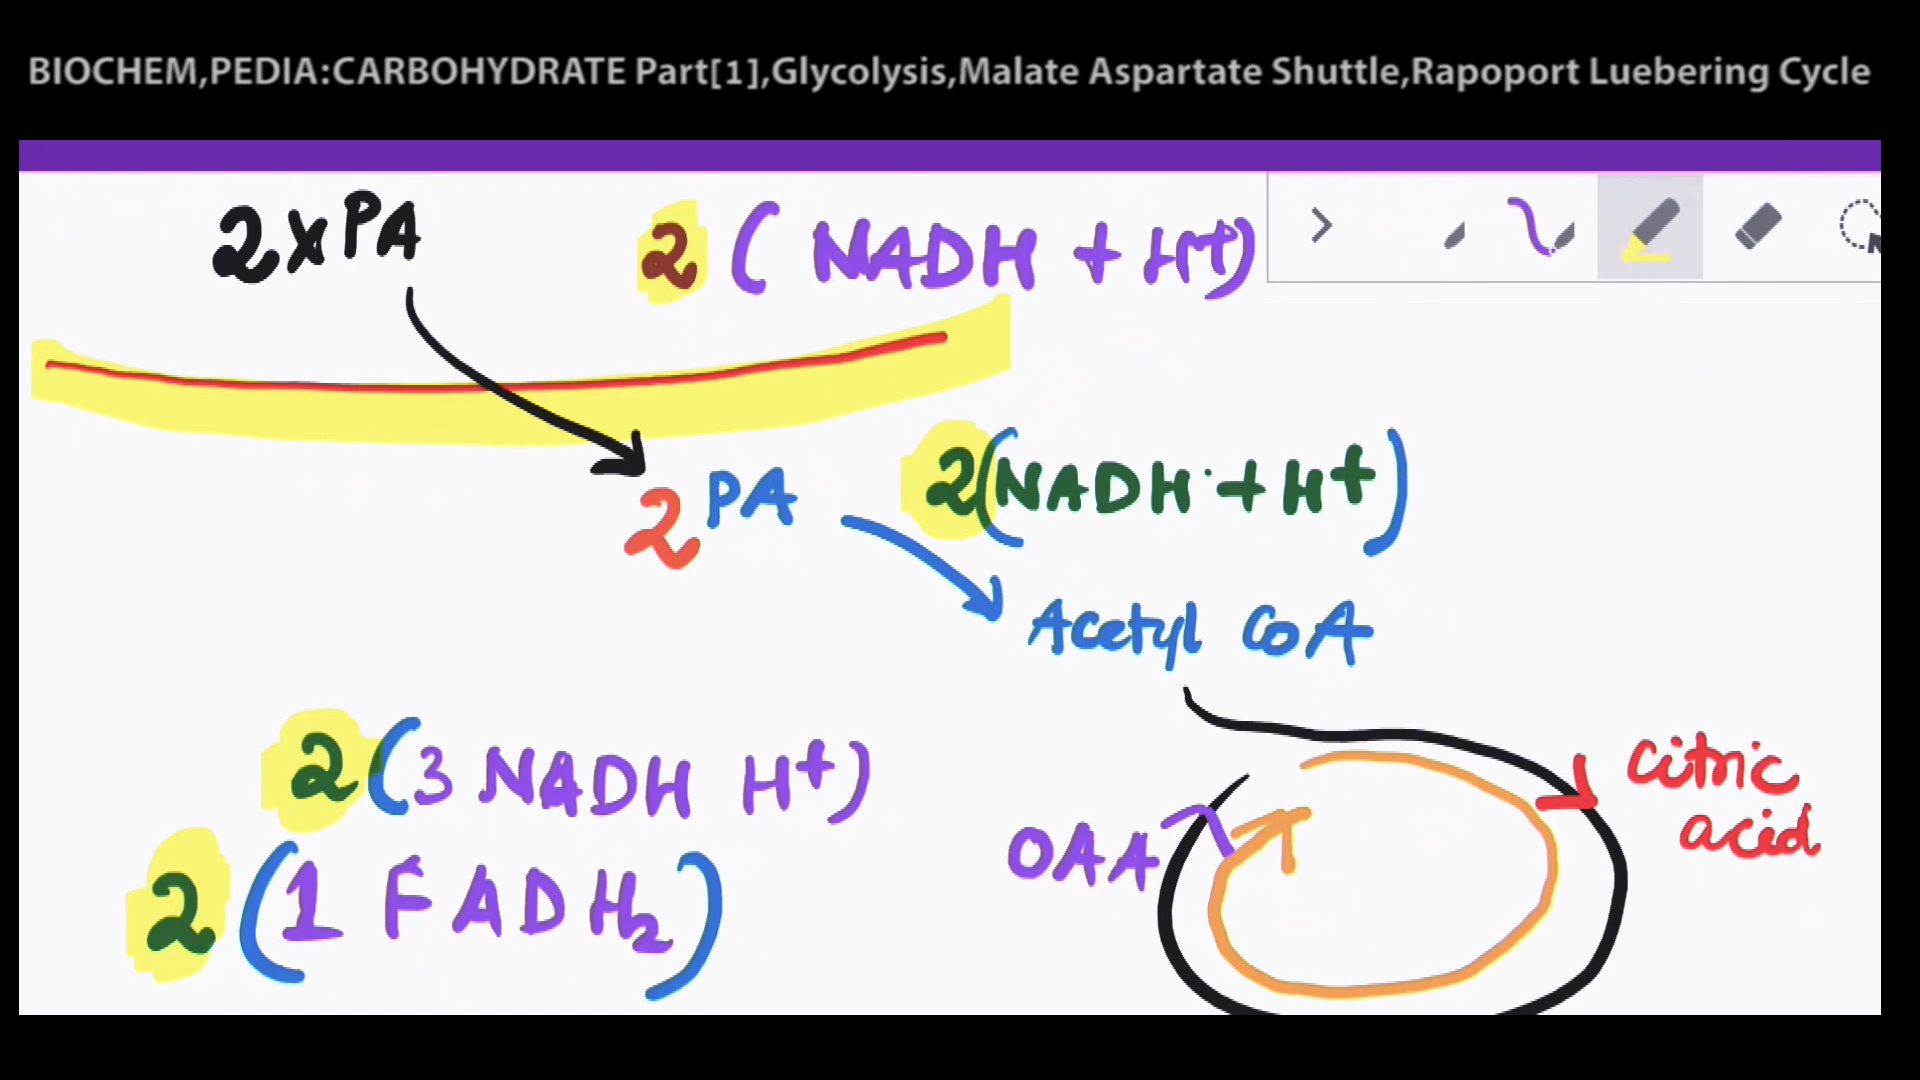 BIOCHEM,PEDIA:CARBOHYDRATE Part[1],Glycolysis,Malate Aspartate Shuttle,Rapoport Luebering Cycle
2xPA
2 ( NADH + H+)
2 PA
2(NADH + H+)
Acetyl CoA
2(3 NADH H+)
Citric
acid
OAA
2(1 FADH2)